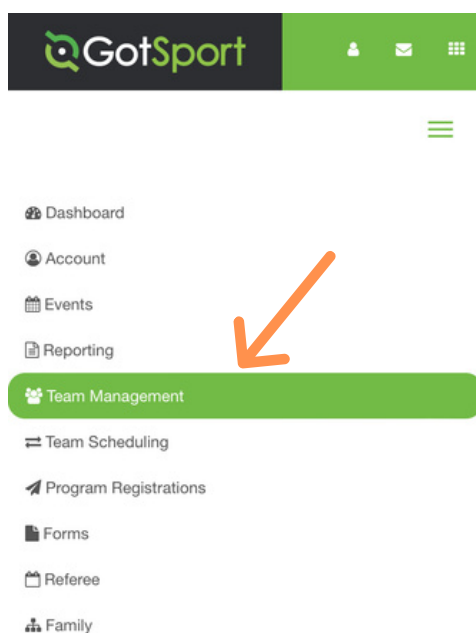 GotSport
Dashboard
Account
Events
Reporting
Team Management
Team Scheduling
Program Registrations
Forms
Referee
Family